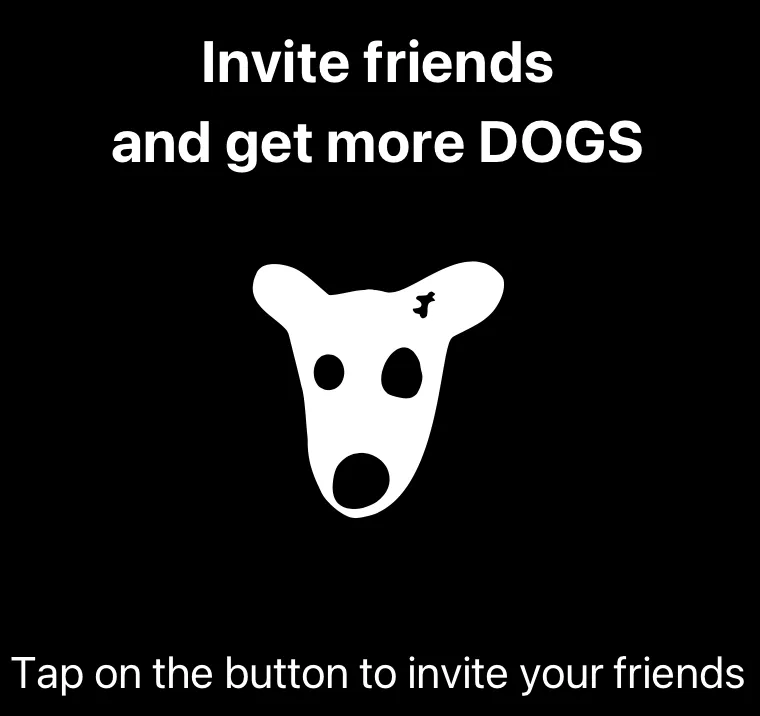 Invite friends
and get more DOGS
Tap on the button to invite your friends